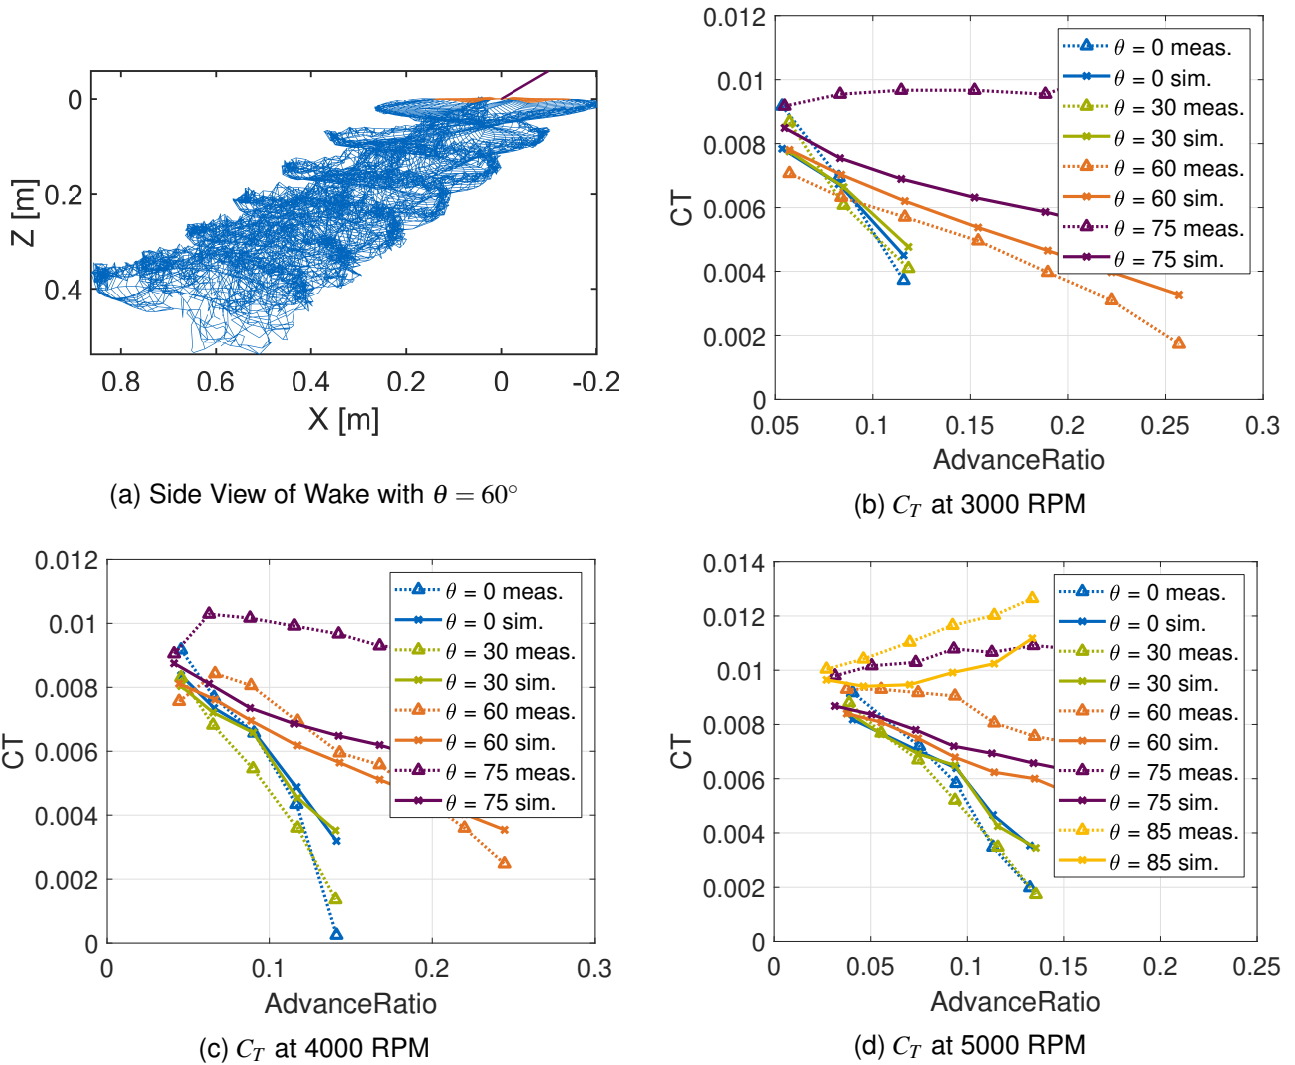 0
0.2
0.4
Z [m]
0.8
0.6
0.4
0.2
0
-0.2
X [m]
(a) Side View of Wake with θ = 60°
0.012
0.01
0.008
0.006
0.004
0.002
0
CT
0.05
0.1
0.15
0.2
0.25
0.3
AdvanceRatio
θ = 0 meas.
θ = 0 sim.
θ = 30 meas.
θ = 30 sim.
θ = 60 meas.
θ = 60 sim.
θ = 75 meas.
θ = 75 sim.
(b) C_T at 3000 RPM
0.012
0.01
0.008
0.006
0.004
0.002
0
CT
0
0.1
0.2
0.3
AdvanceRatio
θ = 0 meas.
θ = 0 sim.
θ = 30 meas.
θ = 30 sim.
θ = 60 meas.
θ = 60 sim.
θ = 75 meas.
θ = 75 sim.
(c) C_T at 4000 RPM
0.014
0.012
0.01
0.008
0.006
0.004
0.002
0
CT
0
0.05
0.1
0.15
0.2
0.25
AdvanceRatio
θ = 0 meas.
θ = 0 sim.
θ = 30 meas.
θ = 30 sim.
θ = 60 meas.
θ = 60 sim.
θ = 75 meas.
θ = 75 sim.
θ = 85 meas.
θ = 85 sim.
(d) C_T at 5000 RPM